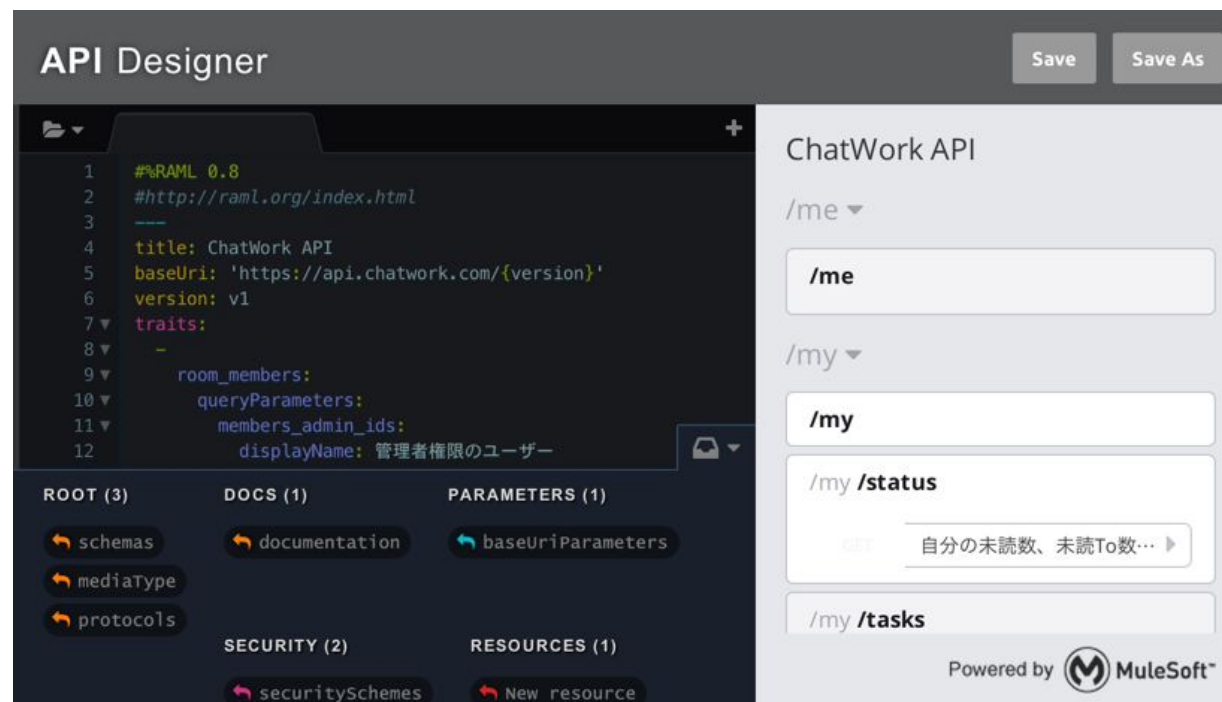 API Designer
Save
Save As
1 #%RAML 0.8
2 #http://raml.org/index.html
3 ---
4 title: ChatWork API
5 baseUri: 'https://api.chatwork.com/{version}'
6 version: v1
7 traits:
8 -
9 room_members:
10 queryParameters:
11 members_admin_ids:
12 displayName: 管理者権限のユーザー
ROOT (3)
schemas
mediaType
protocols
DOCS (1)
documentation
PARAMETERS (1)
baseUriParameters
SECURITY (2)
securitySchemes
RESOURCES (1)
New resource
ChatWork API
/me
/me
/my
/my
/my /status
GET 自分の未読数、未読To数…
/my /tasks
Powered by MuleSoft™